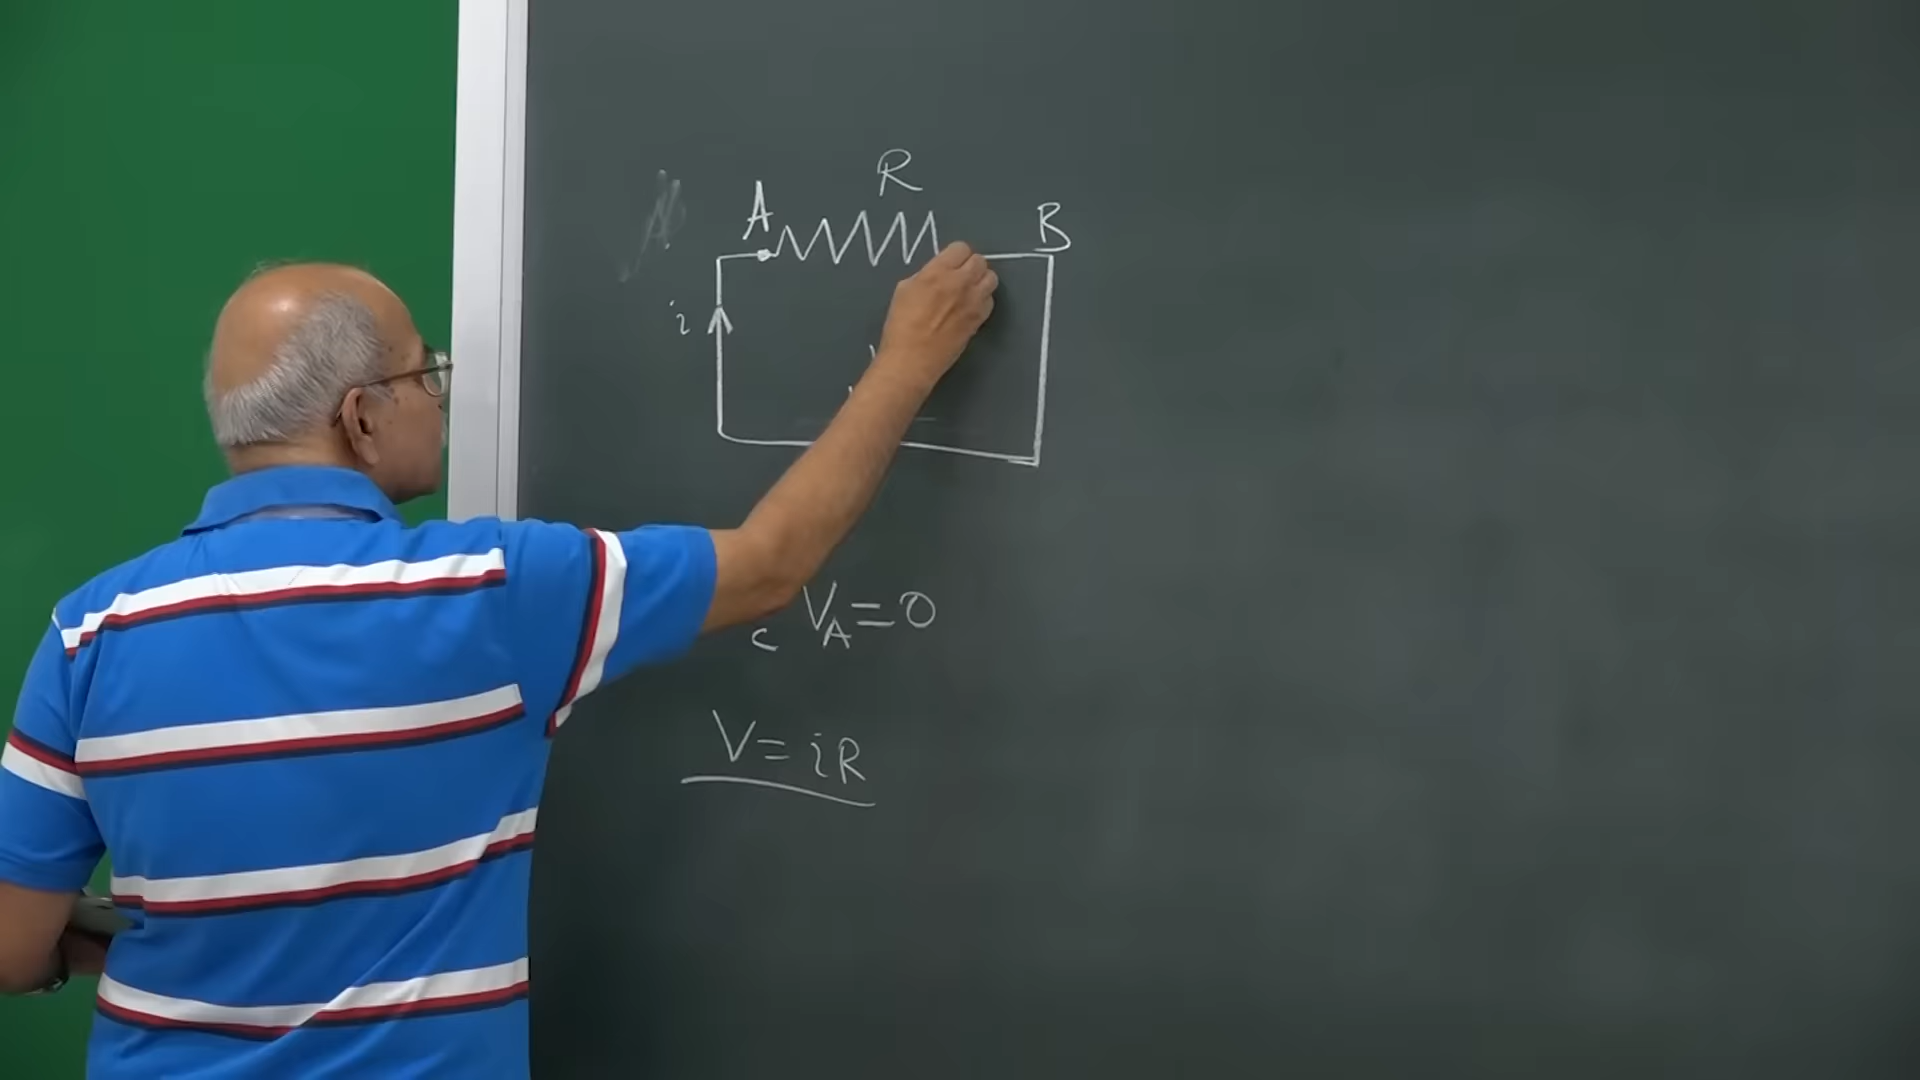 R
A
B
i
c V_A = 0
V = iR